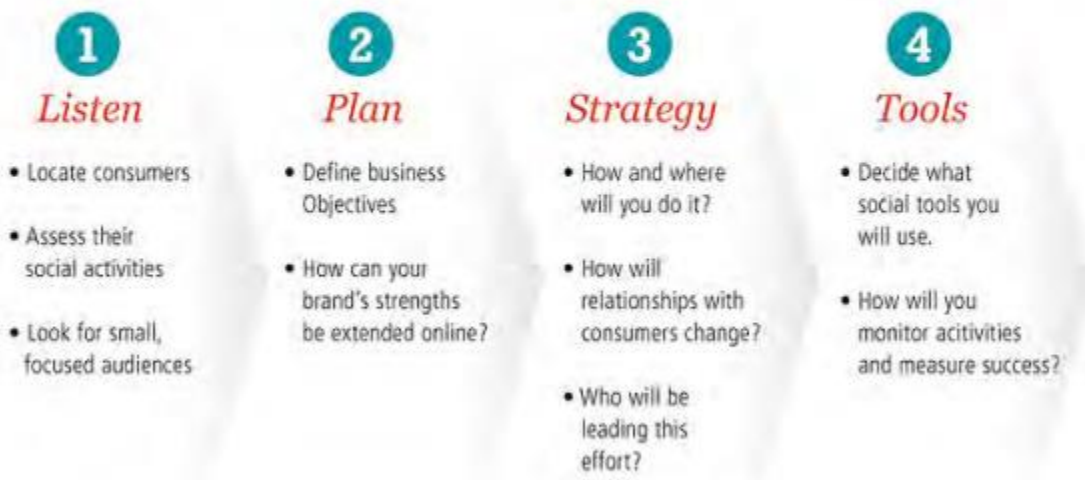 1
Listen
• Locate consumers
• Assess their
social activities
• Look for small,
focused audiences
2
Plan
• Define business
Objectives
• How can your
brand's strengths
be extended online?
3
Strategy
• How and where
will you do it?
• How will
relationships with
consumers change?
• Who will be
leading this
effort?
4
Tools
• Decide what
social tools you
will use.
• How will you
monitor acitivities
and measure success?